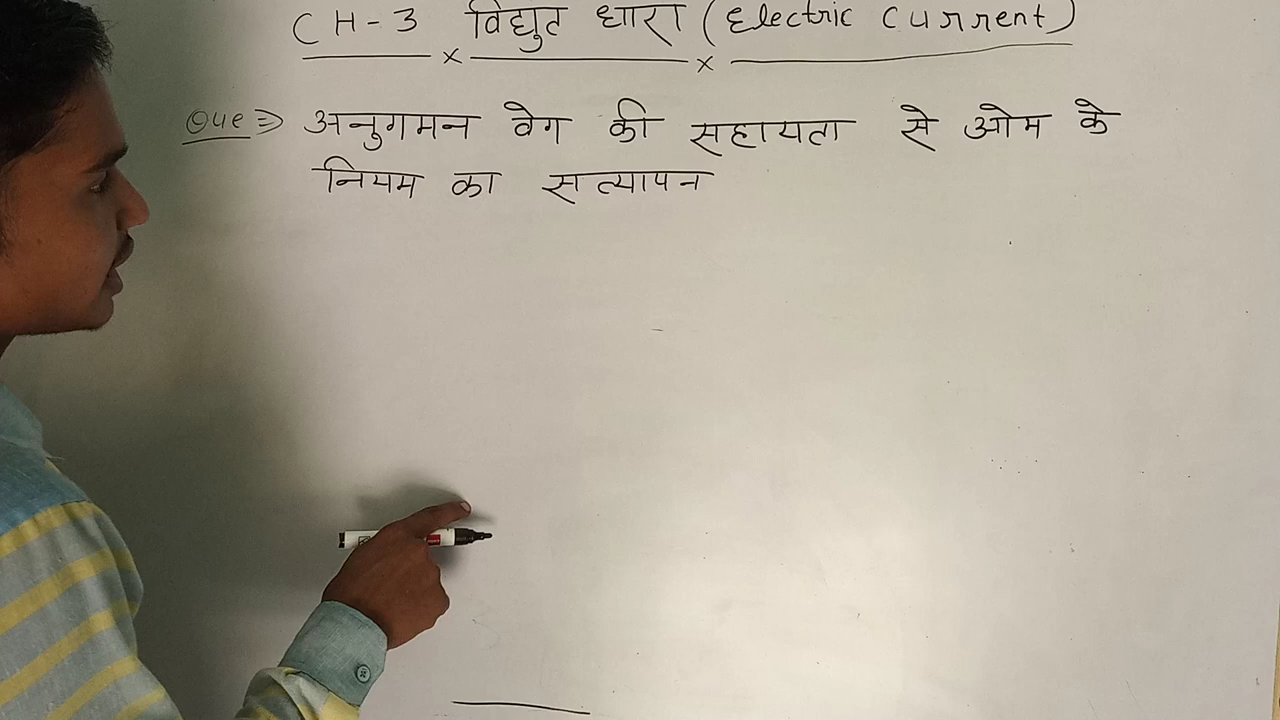 CH-3 विद्युत धारा (Electric Current)
Que⇒ अनुगमन वेग की सहायता से ओम के
नियम का सत्यापन